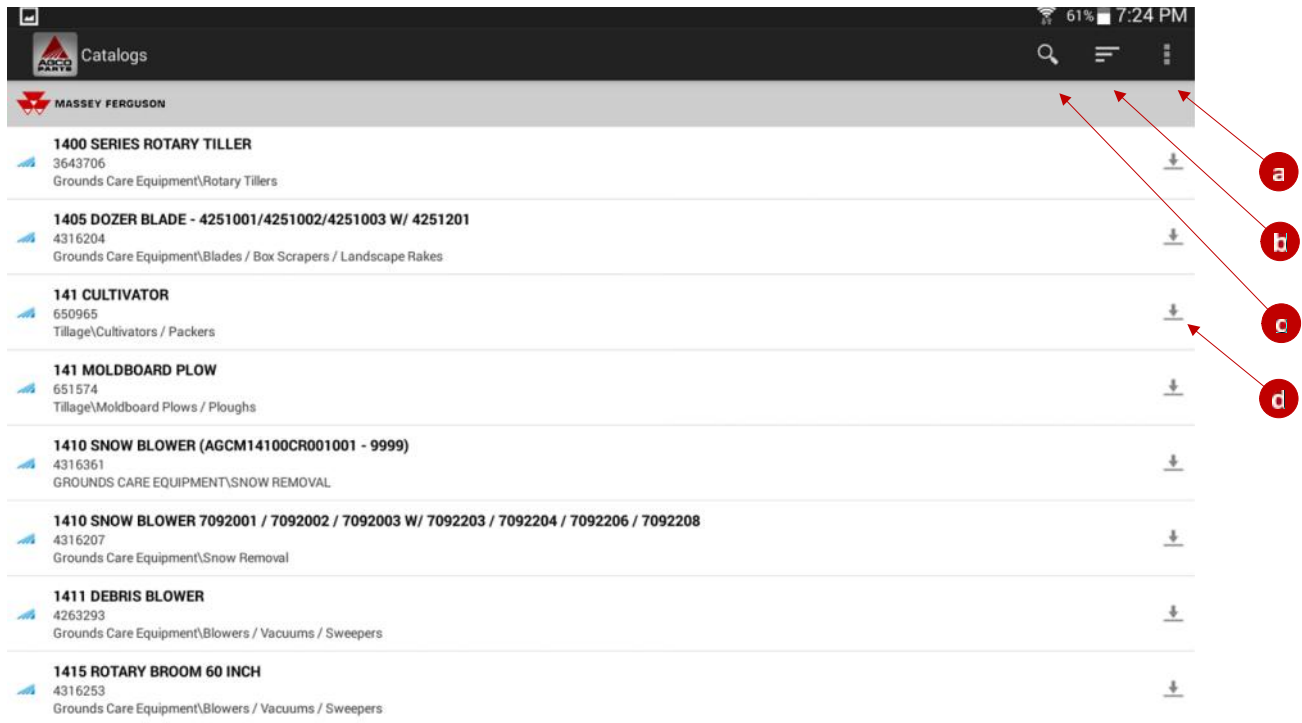 61% 7:24 PM
AGCO PARTS Catalogs
MASSEY FERGUSON
1400 SERIES ROTARY TILLER
3643706
Grounds Care Equipment\Rotary Tillers
a
1405 DOZER BLADE - 4251001/4251002/4251003 W/ 4251201
4316204
Grounds Care Equipment\Blades / Box Scrapers / Landscape Rakes
b
141 CULTIVATOR
650965
Tillage\Cultivators / Packers
141 MOLDBOARD PLOW
651574
Tillage\Moldboard Plows / Ploughs
d
1410 SNOW BLOWER (AGCM14100CR001001 - 9999)
4316361
GROUNDS CARE EQUIPMENT\SNOW REMOVAL
1410 SNOW BLOWER 7092001 / 7092002 / 7092003 W/ 7092203 / 7092204 / 7092206 / 7092208
4316207
Grounds Care Equipment\Snow Removal
1411 DEBRIS BLOWER
4263293
Grounds Care Equipment\Blowers / Vacuums / Sweepers
1415 ROTARY BROOM 60 INCH
4316253
Grounds Care Equipment\Blowers / Vacuums / Sweepers